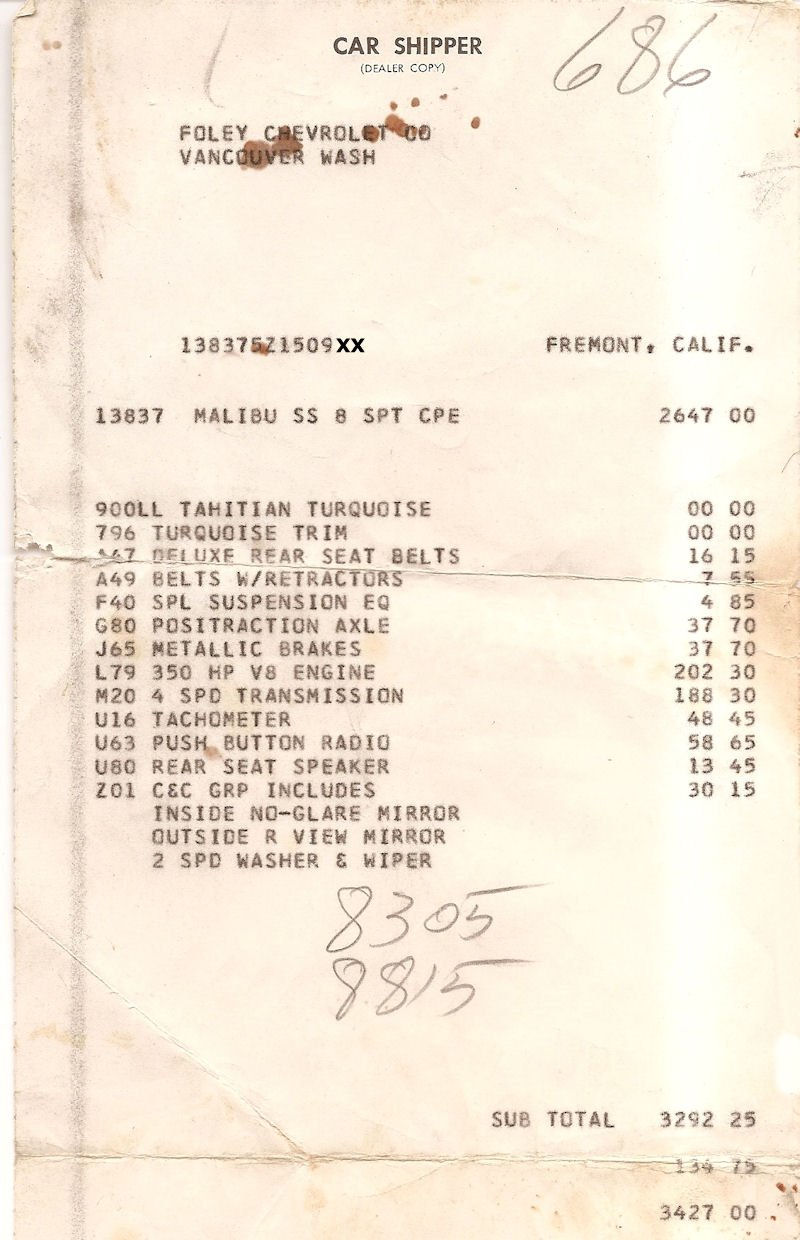 CAR SHIPPER
(DEALER COPY)
686
FOLEY CHEVROLET CO
VANCOUVER WASH
138375Z1509XX FREMONT, CALIF.
13837 MALIBU SS 8 SPT CPE 2647 00
900LL TAHITIAN TURQUOISE 00 00
796 TURQUOISE TRIM 00 00
A47 DELUXE REAR SEAT BELTS 16 15
A49 BELTS W/RETRACTORS 7 55
F40 SPL SUSPENSION EQ 4 85
G80 POSITRACTION AXLE 37 70
J65 METALLIC BRAKES 37 70
L79 350 HP V8 ENGINE 202 30
M20 4 SPD TRANSMISSION 188 30
U16 TACHOMETER 48 45
U63 PUSH BUTTON RADIO 58 65
U80 REAR SEAT SPEAKER 13 45
Z01 C&C GRP INCLUDES 30 15
INSIDE NO-GLARE MIRROR
OUTSIDE R VIEW MIRROR
2 SPD WASHER & WIPER
8305
8815
SUB TOTAL 3292 25
134 75
3427 00